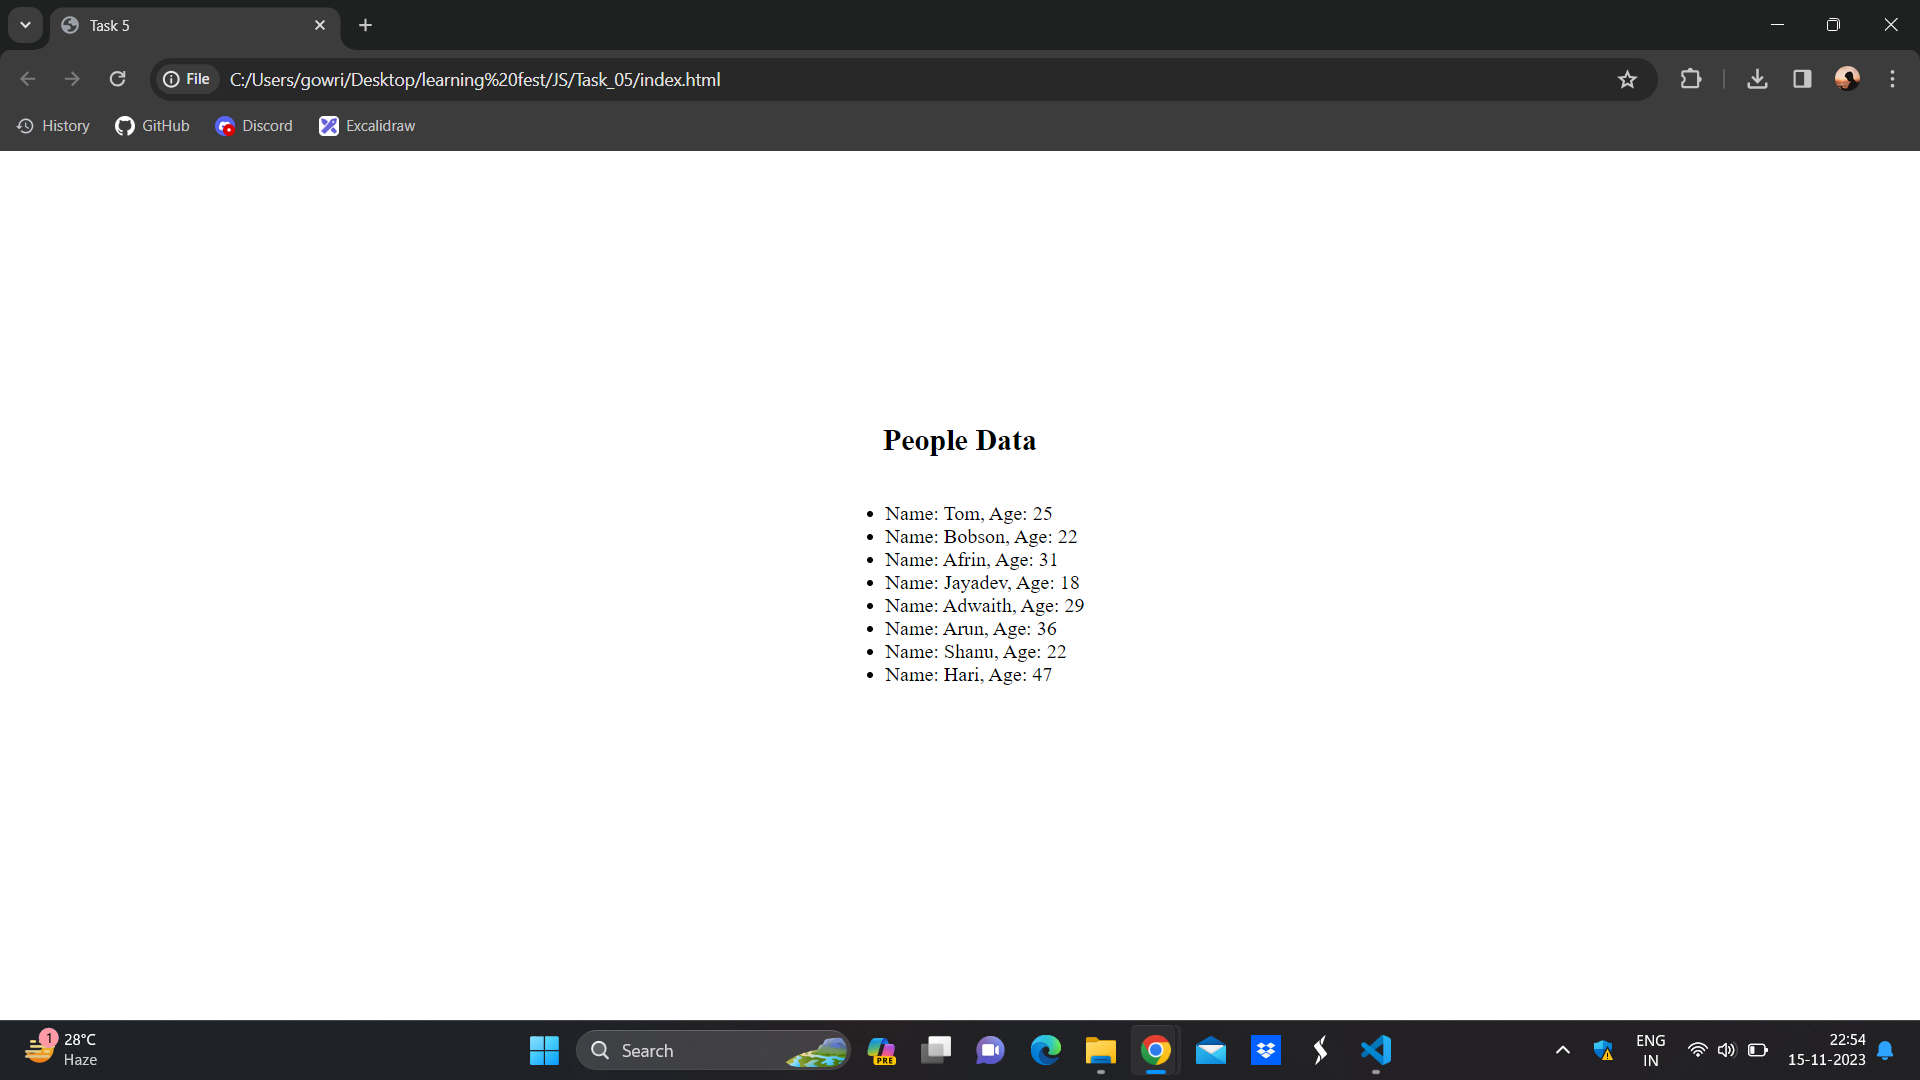 Task 5
File C:/Users/gowri/Desktop/learning%20fest/JS/Task_05/index.html
History GitHub Discord Excalidraw
People Data
Name: Tom, Age: 25
Name: Bobson, Age: 22
Name: Afrin, Age: 31
Name: Jayadev, Age: 18
Name: Adwaith, Age: 29
Name: Arun, Age: 36
Name: Shanu, Age: 22
Name: Hari, Age: 47
1
28°C
Haze
Search
PRE
ENG
IN
22:54
15-11-2023